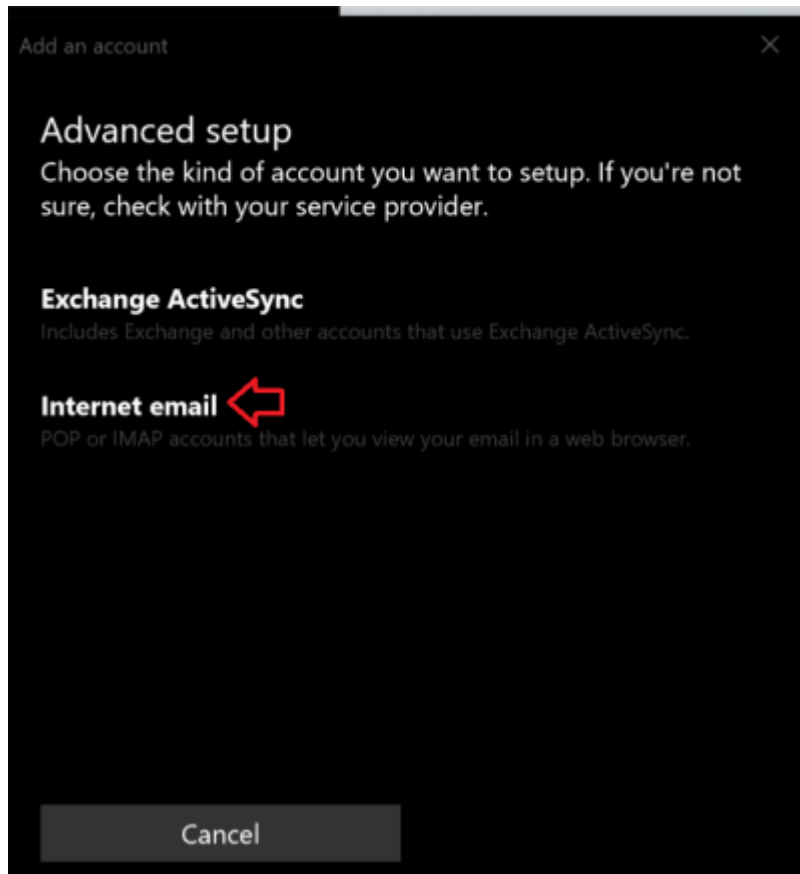 Add an account
Advanced setup
Choose the kind of account you want to setup. If you're not
sure, check with your service provider.
Exchange ActiveSync
Includes Exchange and other accounts that use Exchange ActiveSync.
Internet email
POP or IMAP accounts that let you view your email in a web browser.
Cancel